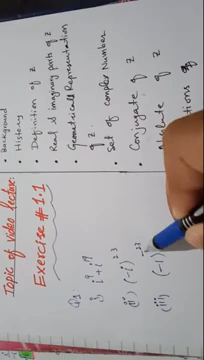 Topic of video lecture:
• Background
• History
• Definition of Z
• Real & imaginary parts of Z
• Geometrical Representation
of Z
• Set of complex Number
• Conjugate of Z
of Z
Exercise # 1.1
Q1.
i) i⁹ + i¹⁹
(ii) (-i)²³
(iii) (-1)